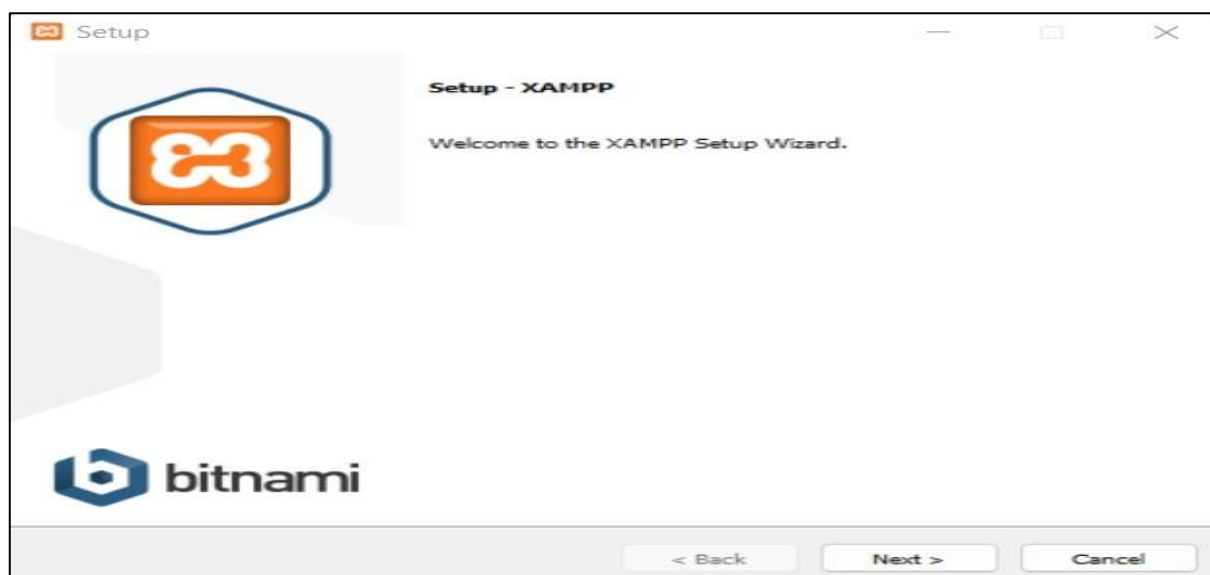 Setup
Setup - XAMPP
Welcome to the XAMPP Setup Wizard.
bitnami
< Back
Next >
Cancel